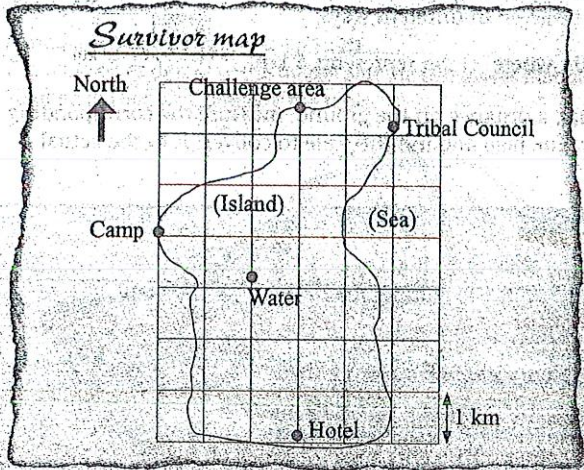 Survivor map
North
Challenge area
Tribal Council
(Island)
(Sea)
Camp
Water
1 km
Hotel